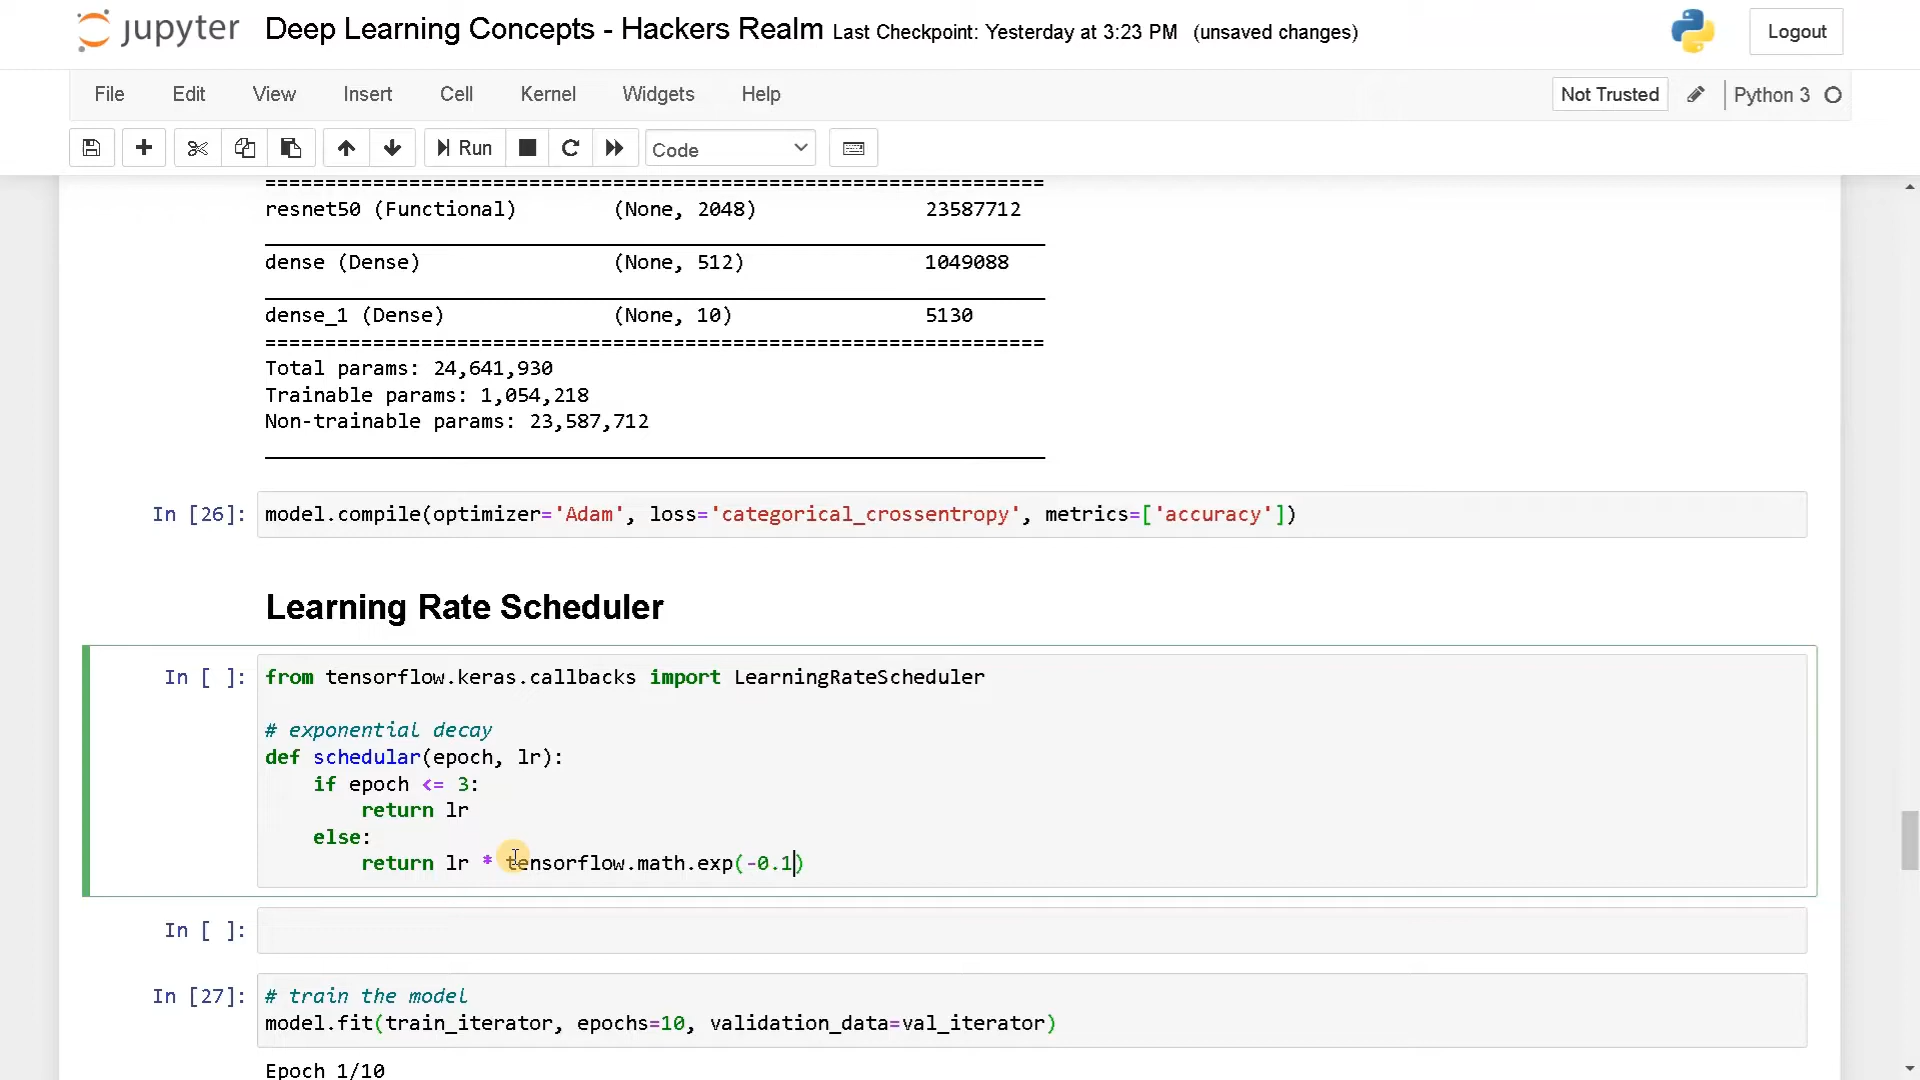 jupyter Deep Learning Concepts - Hackers Realm Last Checkpoint: Yesterday at 3:23 PM (unsaved changes) Logout
File Edit View Insert Cell Kernel Widgets Help Not Trusted Python 3
Run Code
==================================================================
resnet50 (Functional) (None, 2048) 23587712
_________________________________________________________________
dense (Dense) (None, 512) 1049088
_________________________________________________________________
dense_1 (Dense) (None, 10) 5130
=================================================================
Total params: 24,641,930
Trainable params: 1,054,218
Non-trainable params: 23,587,712
_________________________________________________________________
In [26]: model.compile(optimizer='Adam', loss='categorical_crossentropy', metrics=['accuracy'])
Learning Rate Scheduler
In [ ]: from tensorflow.keras.callbacks import LearningRateScheduler
# exponential decay
def schedular(epoch, lr):
if epoch <= 3:
return lr
else:
return lr * tensorflow.math.exp(-0.1)
In [ ]:
In [27]: # train the model
model.fit(train_iterator, epochs=10, validation_data=val_iterator)
Epoch 1/10